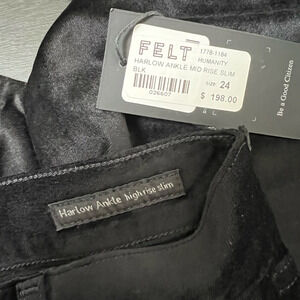 FELT
1778-1184
HUMANITY
HARLOW ANKLE MID RISE SLIM
BLK
size 24
026607
$ 198.00
Be a Good Citizen
Harlow Ankle high rise slim